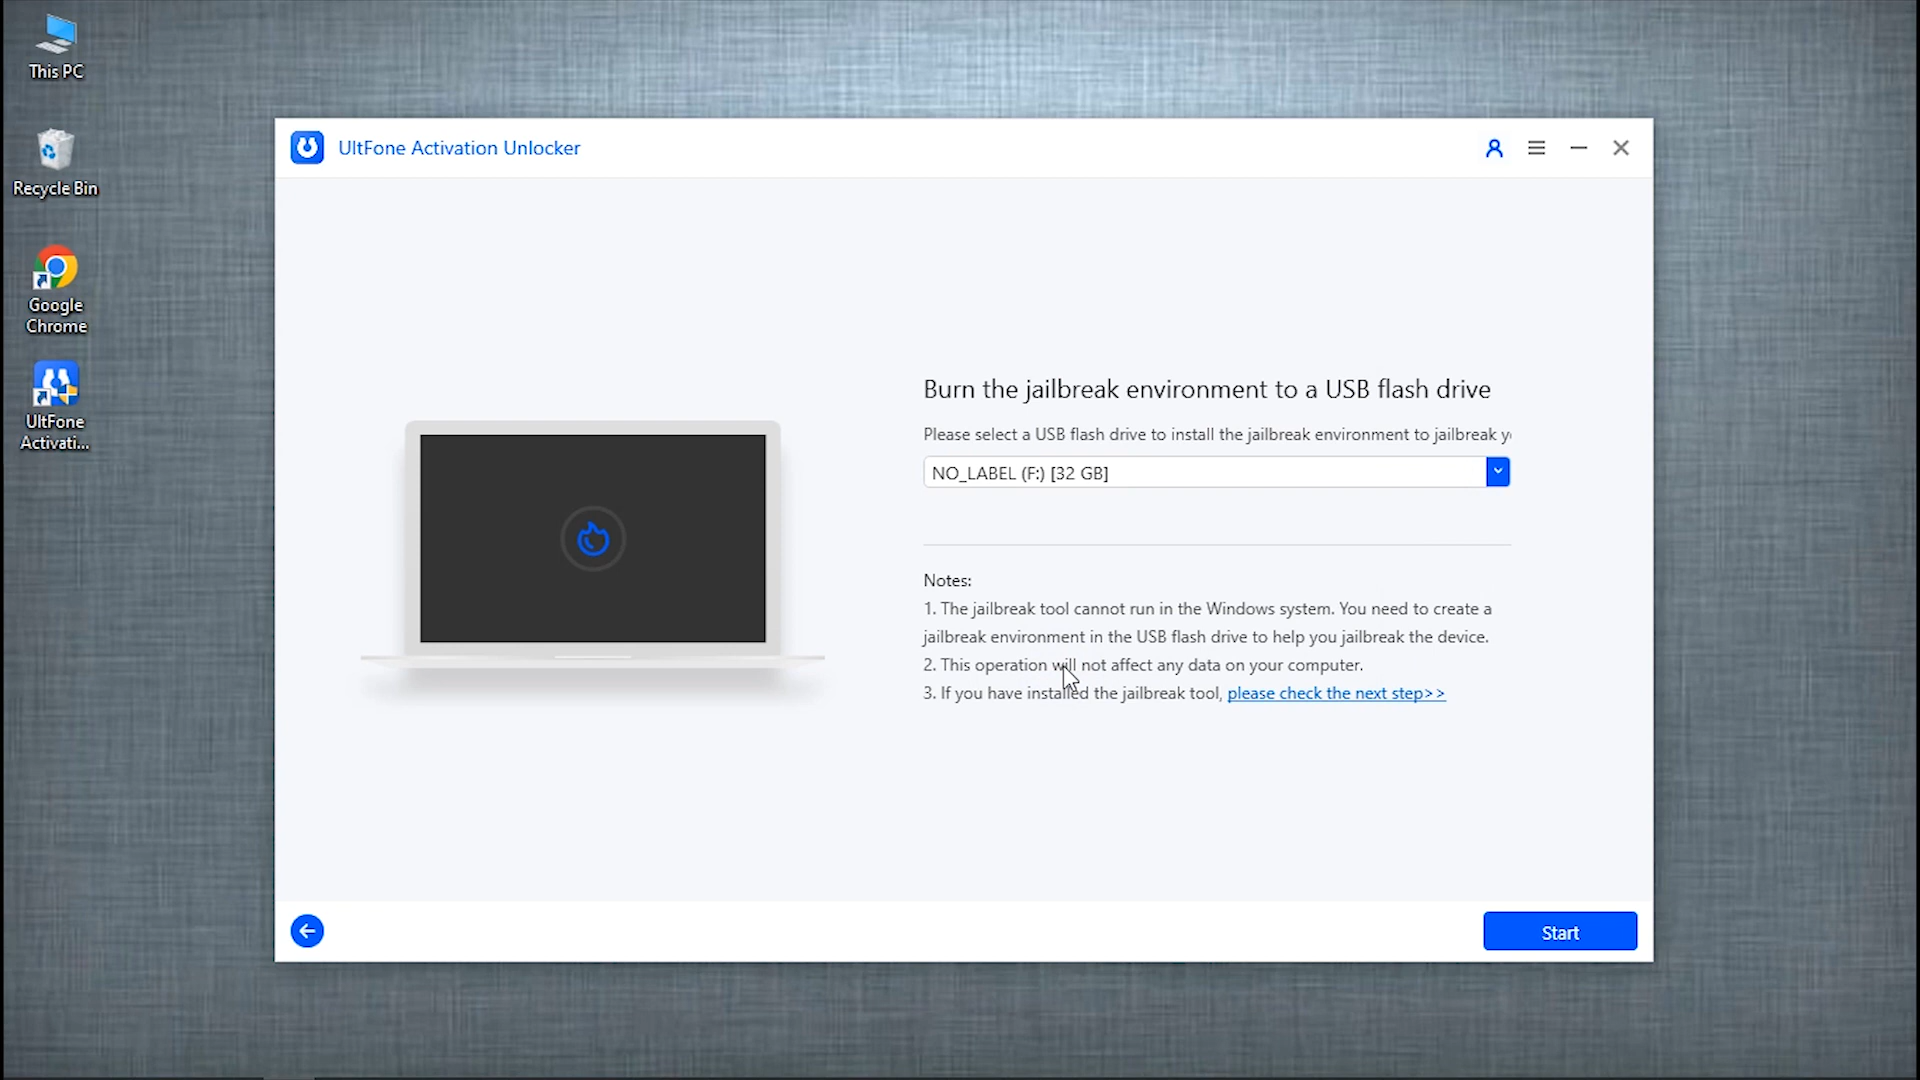 This PC
Recycle Bin
Google
Chrome
UltFone
Activati...
UltFone Activation Unlocker
Burn the jailbreak environment to a USB flash drive
Please select a USB flash drive to install the jailbreak environment to jailbreak y
NO_LABEL (F:) [32 GB]
Notes:
1. The jailbreak tool cannot run in the Windows system. You need to create a
jailbreak environment in the USB flash drive to help you jailbreak the device.
2. This operation will not affect any data on your computer.
3. If you have installed the jailbreak tool, please check the next step>>
Start